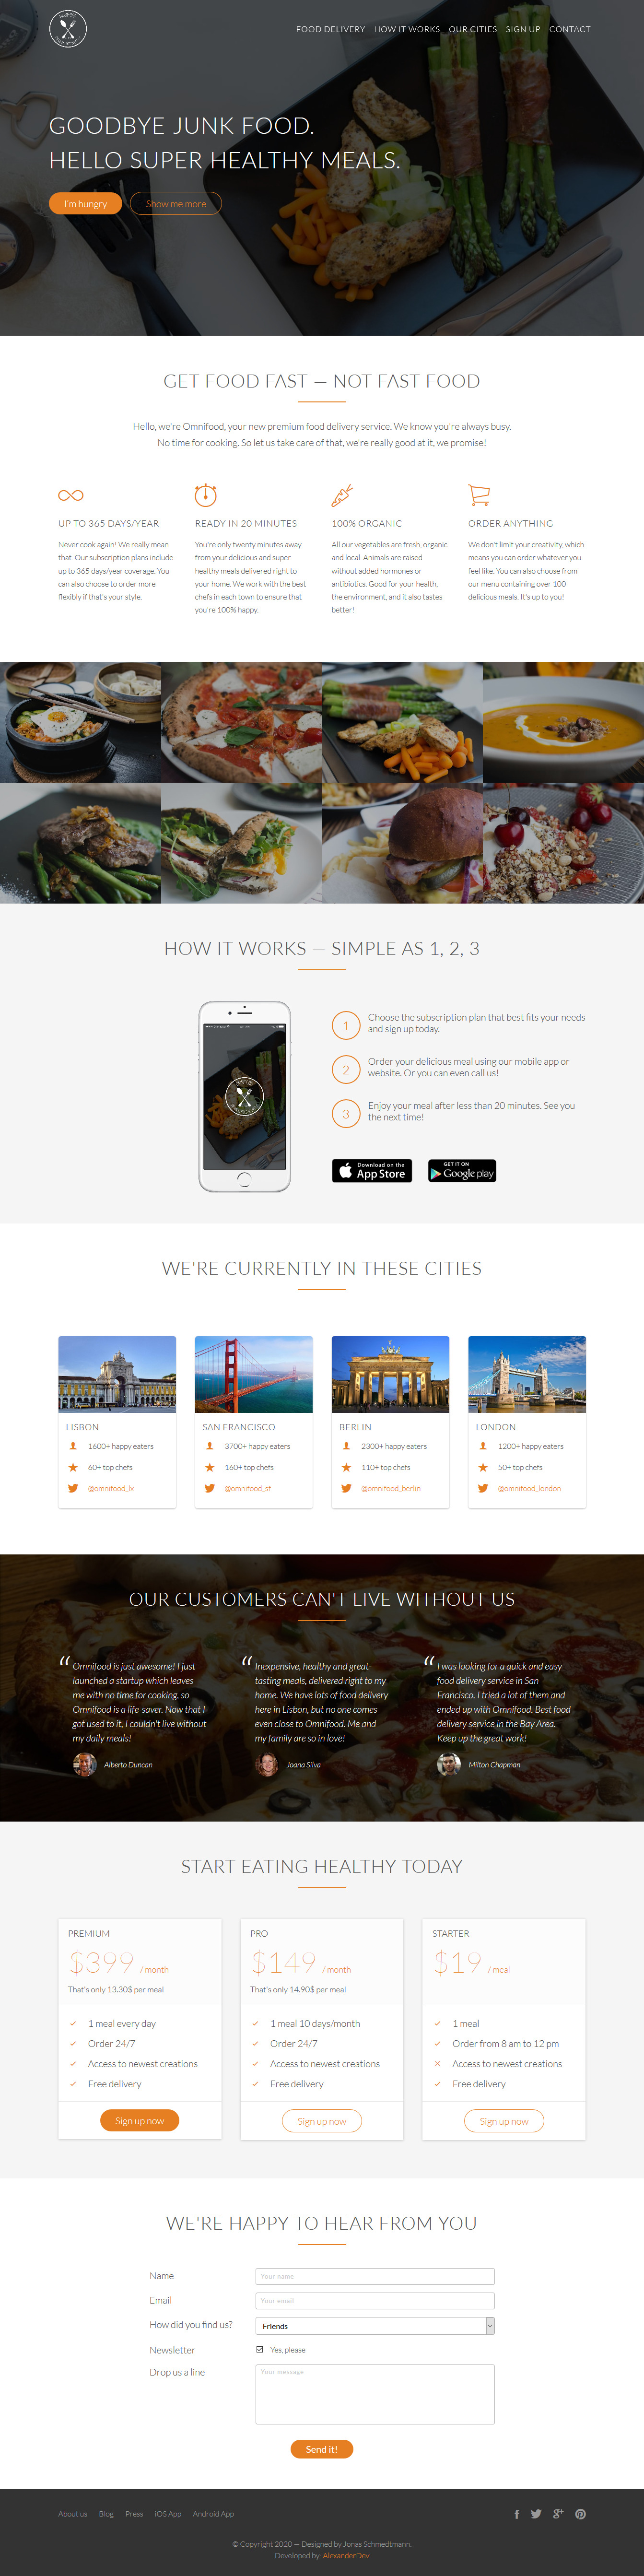 FOOD DELIVERY HOW IT WORKS OUR CITIES SIGN UP CONTACT
GOODBYE JUNK FOOD.
HELLO SUPER HEALTHY MEALS.
I'm hungry Show me more
GET FOOD FAST — NOT FAST FOOD
Hello, we're Omnifood, your new premium food delivery service. We know you're always busy.
No time for cooking. So let us take care of that, we're really good at it, we promise!
UP TO 365 DAYS/YEAR
Never cook again! We really mean
that. Our subscription plans include
up to 365 days/year coverage. You
can also choose to order more
flexibly if that's your style.
READY IN 20 MINUTES
You're only twenty minutes away
from your delicious and super
healthy meals delivered right to
your home. We work with the best
chefs in each town to ensure that
you're 100% happy.
100% ORGANIC
All our vegetables are fresh, organic
and local. Animals are raised
without added hormones or
antibiotics. Good for your health,
the environment, and it also tastes
better!
ORDER ANYTHING
We don't limit your creativity, which
means you can order whatever you
feel like. You can also choose from
our menu containing over 100
delicious meals. It's up to you!
HOW IT WORKS — SIMPLE AS 1, 2, 3
1
Choose the subscription plan that best fits your needs
and sign up today.
2
Order your delicious meal using our mobile app or
website. Or you can even call us!
3
Enjoy your meal after less than 20 minutes. See you
the next time!
Download on the
App Store
GET IT ON
Google play
WE'RE CURRENTLY IN THESE CITIES
LISBON
1600+ happy eaters
60+ top chefs
@omnifood_lx
SAN FRANCISCO
3700+ happy eaters
160+ top chefs
@omnifood_sf
BERLIN
2300+ happy eaters
110+ top chefs
@omnifood_berlin
LONDON
1200+ happy eaters
50+ top chefs
@omnifood_london
OUR CUSTOMERS CAN'T LIVE WITHOUT US
“
Omnifood is just awesome! I just
launched a startup which leaves
me with no time for cooking, so
Omnifood is a life-saver. Now that I
got used to it, I couldn't live without
my daily meals!
Alberto Duncan
“
Inexpensive, healthy and great-
tasting meals, delivered right to my
home. We have lots of food delivery
here in Lisbon, but no one comes
even close to Omnifood. Me and
my family are so in love!
Joana Silva
“
I was looking for a quick and easy
food delivery service in San
Francisco. I tried a lot of them and
ended up with Omnifood. Best food
delivery service in the Bay Area.
Keep up the great work!
Milton Chapman
START EATING HEALTHY TODAY
PREMIUM
$399 / month
That's only 13.30$ per meal
1 meal every day
Order 24/7
Access to newest creations
Free delivery
Sign up now
PRO
$149 / month
That's only 14.90$ per meal
1 meal 10 days/month
Order 24/7
Access to newest creations
Free delivery
Sign up now
STARTER
$19 / meal
1 meal
Order from 8 am to 12 pm
Access to newest creations
Free delivery
Sign up now
WE'RE HAPPY TO HEAR FROM YOU
Name Your name
Email Your email
How did you find us? Friends
Newsletter Yes, please
Drop us a line Your message
Send it!
About us Blog Press iOS App Android App
© Copyright 2020 — Designed by Jonas Schmedtmann.
Developed by: AlexanderDev